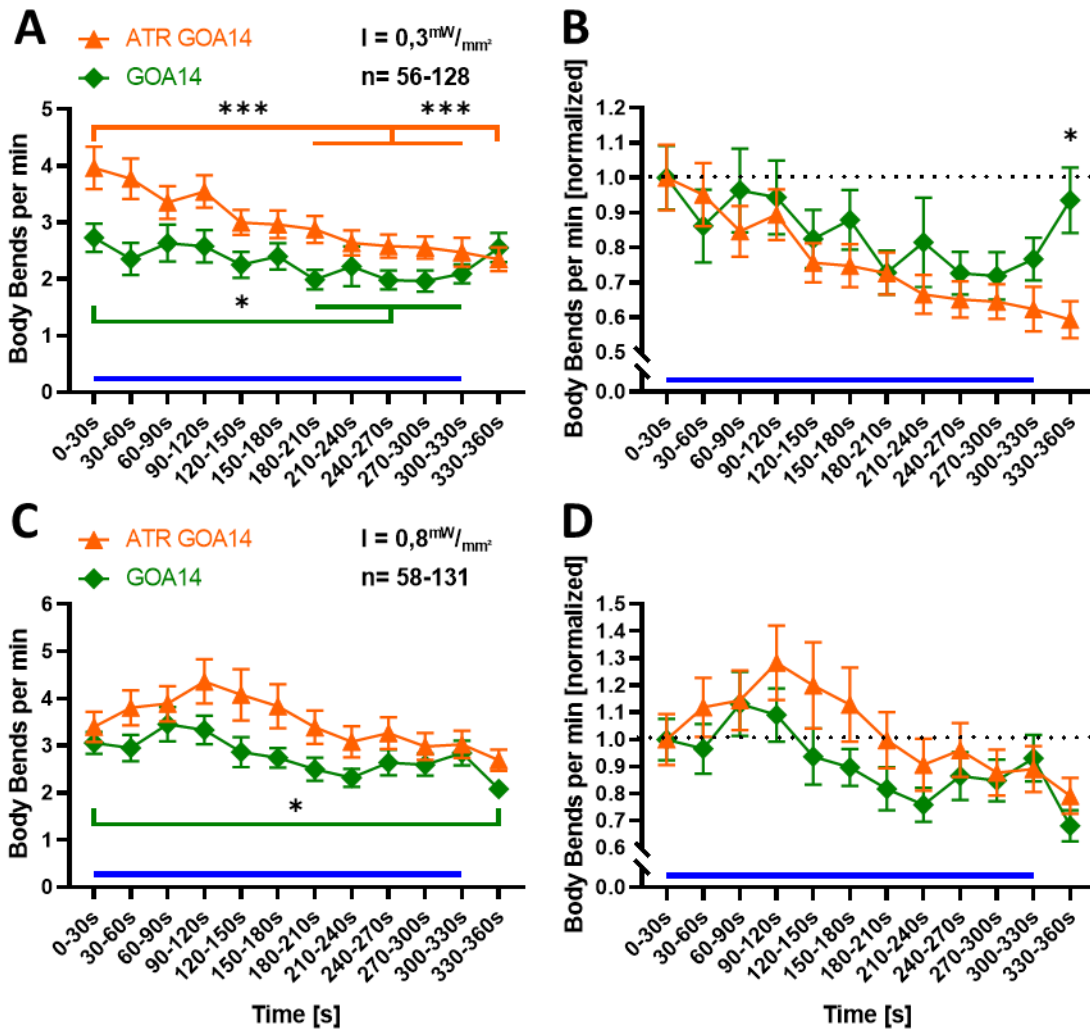 A
ATR GOA14
I = 0,3mW/mm²
GOA14
n= 56-128
Body Bends per min
5
4
3
2
1
0
***
***
*
0-30s
30-60s
60-90s
90-120s
120-150s
150-180s
180-210s
210-240s
240-270s
270-300s
300-330s
330-360s
B
Body Bends per min [normalized]
1.2
1.1
1.0
0.9
0.8
0.7
0.6
0.5
0.0
*
0-30s
30-60s
60-90s
90-120s
120-150s
150-180s
180-210s
210-240s
240-270s
270-300s
300-330s
330-360s
C
ATR GOA14
I = 0,8mW/mm²
GOA14
n= 58-131
Body Bends per min
6
5
4
3
2
1
0
*
0-30s
30-60s
60-90s
90-120s
120-150s
150-180s
180-210s
210-240s
240-270s
270-300s
300-330s
330-360s
Time [s]
D
Body Bends per min [normalized]
1.5
1.4
1.3
1.2
1.1
1.0
0.9
0.8
0.7
0.6
0.0
0-30s
30-60s
60-90s
90-120s
120-150s
150-180s
180-210s
210-240s
240-270s
270-300s
300-330s
330-360s
Time [s]